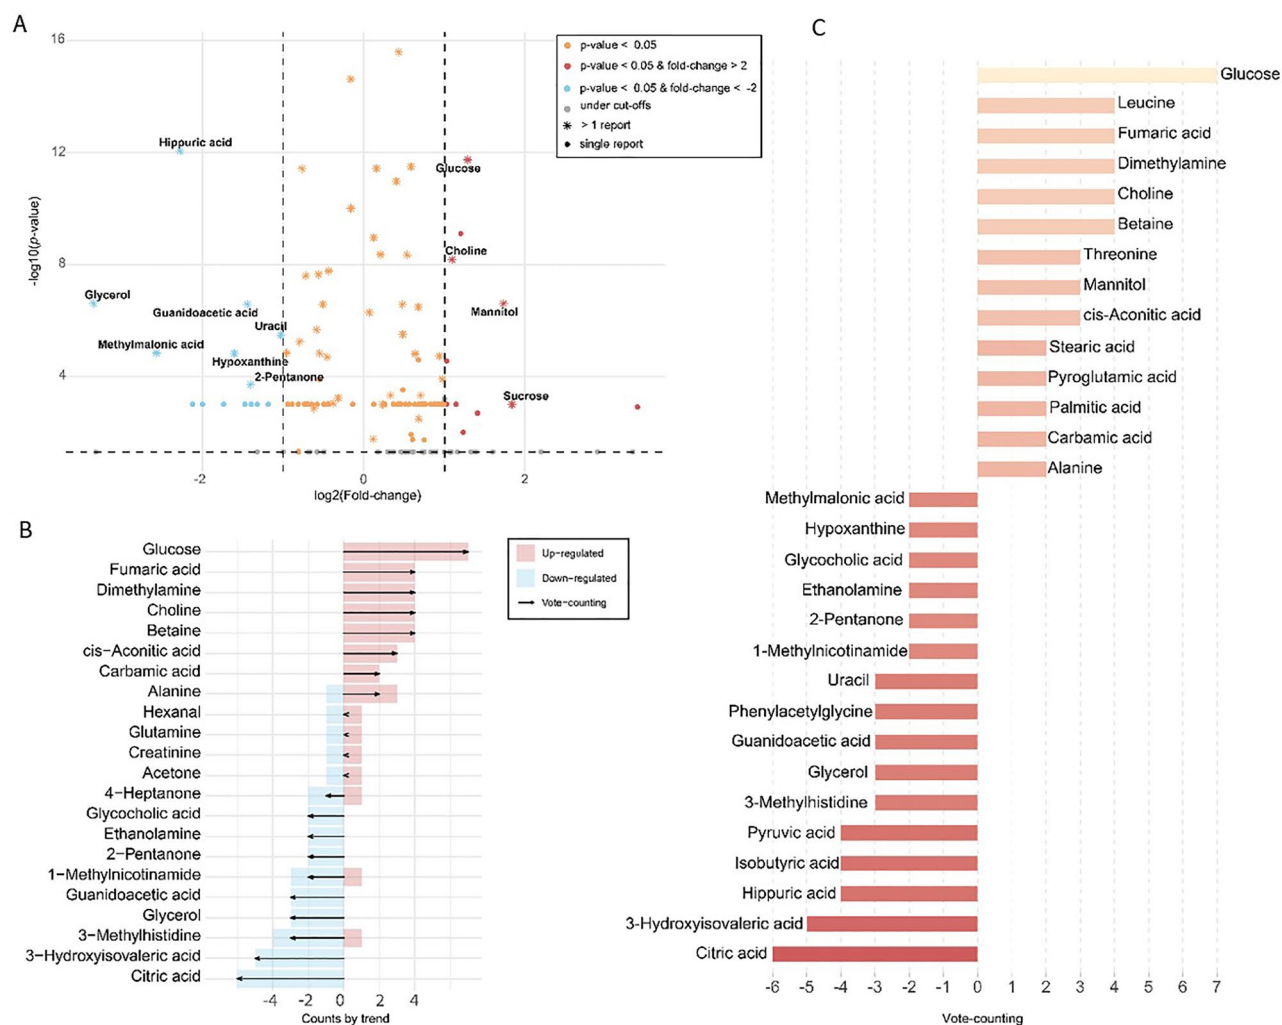 A
16
12
8
4
-log10(p-value)
-2
0
2
log2(Fold-change)
p-value < 0.05
p-value < 0.05 & fold-change > 2
p-value < 0.05 & fold-change < -2
under cut-offs
> 1 report
single report
Hippuric acid
Glucose
Choline
Glycerol
Guanidoacetic acid
Mannitol
Uracil
Methylmalonic acid
Hypoxanthine
2-Pentanone
Sucrose
B
Glucose
Fumaric acid
Dimethylamine
Choline
Betaine
cis−Aconitic acid
Carbamic acid
Alanine
Hexanal
Glutamine
Creatinine
Acetone
4−Heptanone
Glycocholic acid
Ethanolamine
2−Pentanone
1−Methylnicotinamide
Guanidoacetic acid
Glycerol
3−Methylhistidine
3−Hydroxyisovaleric acid
Citric acid
-4
-2
0
2
4
Counts by trend
Up−regulated
Down−regulated
Vote−counting
C
Glucose
Leucine
Fumaric acid
Dimethylamine
Choline
Betaine
Threonine
Mannitol
cis-Aconitic acid
Stearic acid
Pyroglutamic acid
Palmitic acid
Carbamic acid
Alanine
Methylmalonic acid
Hypoxanthine
Glycocholic acid
Ethanolamine
2-Pentanone
1-Methylnicotinamide
Uracil
Phenylacetylglycine
Guanidoacetic acid
Glycerol
3-Methylhistidine
Pyruvic acid
Isobutyric acid
Hippuric acid
3-Hydroxyisovaleric acid
Citric acid
-6
-5
-4
-3
-2
-1
0
1
2
3
4
5
6
7
Vote-counting